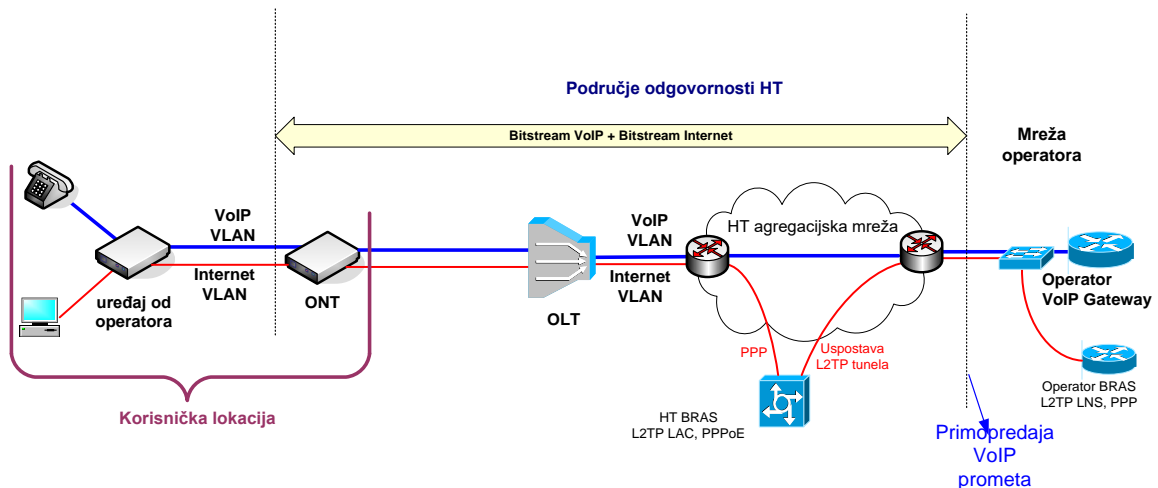 Područje odgovornosti HT
Bitstream VoIP + Bitstream Internet
Mreža
operatora
VoIP
VLAN
Internet
VLAN
uređaj od
operatora
ONT
OLT
VoIP
VLAN
Internet
VLAN
HT agregacijska mreža
Operator
VoIP Gateway
PPP
Uspostava
L2TP tunela
HT BRAS
L2TP LAC, PPPoE
Operator BRAS
L2TP LNS, PPP
Korisnička lokacija
Primopredaja
VoIP
prometa